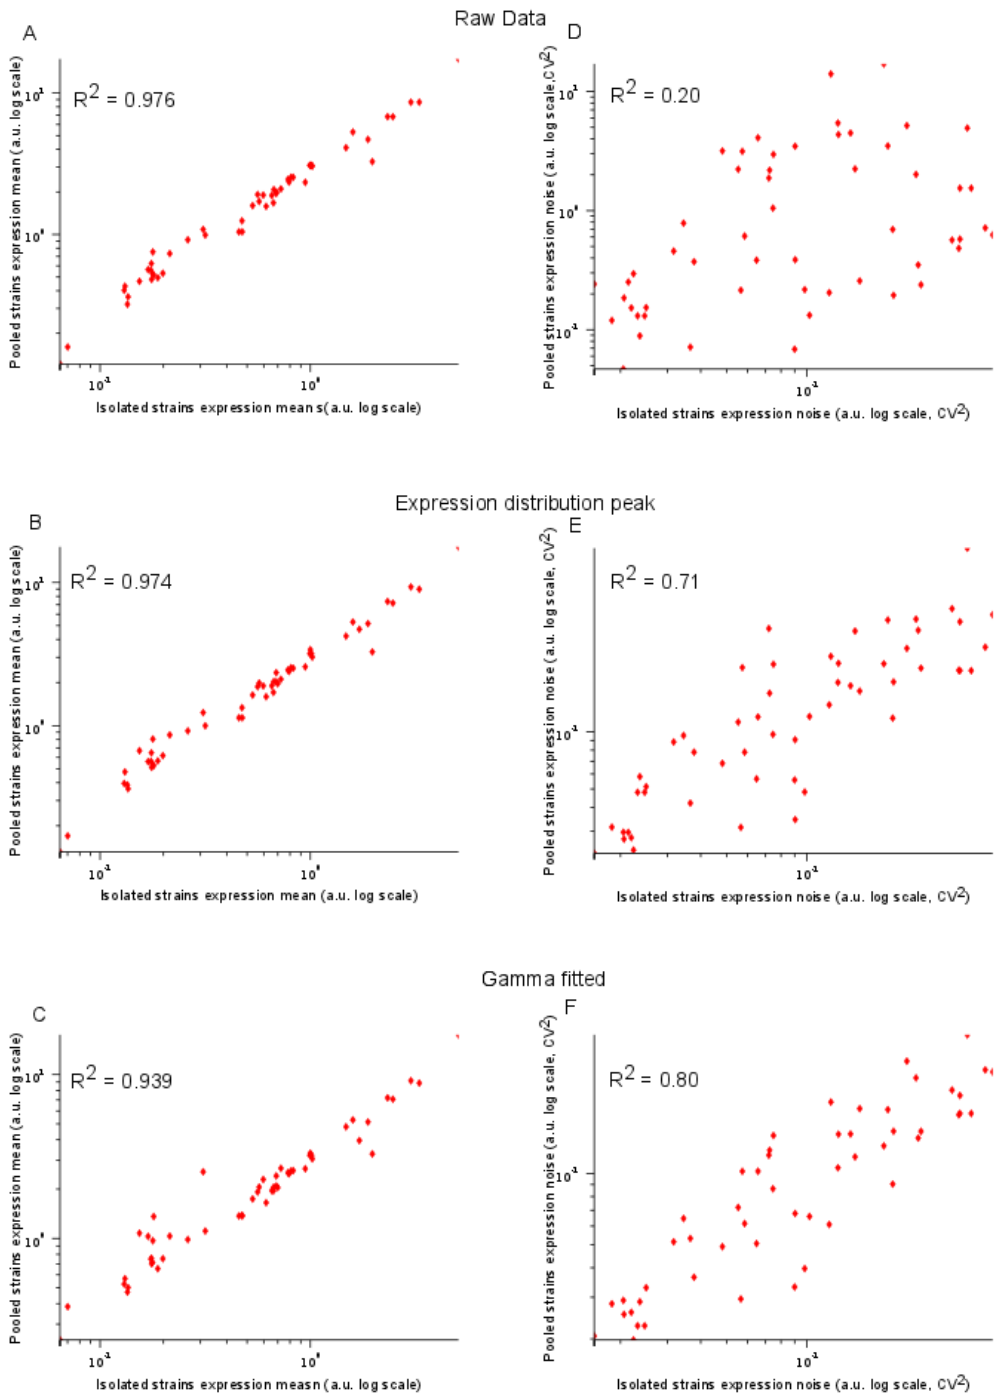 Raw Data
A
Pooled strains expression mean (a.u. log scale)
R² = 0.976
10¹
10⁰
10⁻¹
10⁰
Isolated strains expression mean s(a.u. log scale)
D
Pooled strains expression noise (a.u. log scale,CV²)
R² = 0.20
10¹
10⁰
10⁻¹
10⁻¹
Isolated strains expression noise (a.u. log scale, CV²)
Expression distribution peak
B
Pooled strains expression mean (a.u. log scale)
R² = 0.974
10¹
10⁰
10⁻¹
10⁰
Isolated strains expression mean (a.u. log scale)
E
Pooled strains expression noise (a.u. log scale, CV²)
R² = 0.71
10⁻¹
10⁻¹
Isolated strains expression noise (a.u. log scale, CV²)
Gamma fitted
C
Pooled strains expression mean (a.u. log scale)
R² = 0.939
10¹
10⁰
10⁻¹
10⁰
Isolated strains expression measn (a.u. log scale)
F
Pooled strains expression noise (a.u. log scale, CV²)
R² = 0.80
10⁻¹
10⁻¹
Isolated strains expression noise (a.u. log scale, CV²)